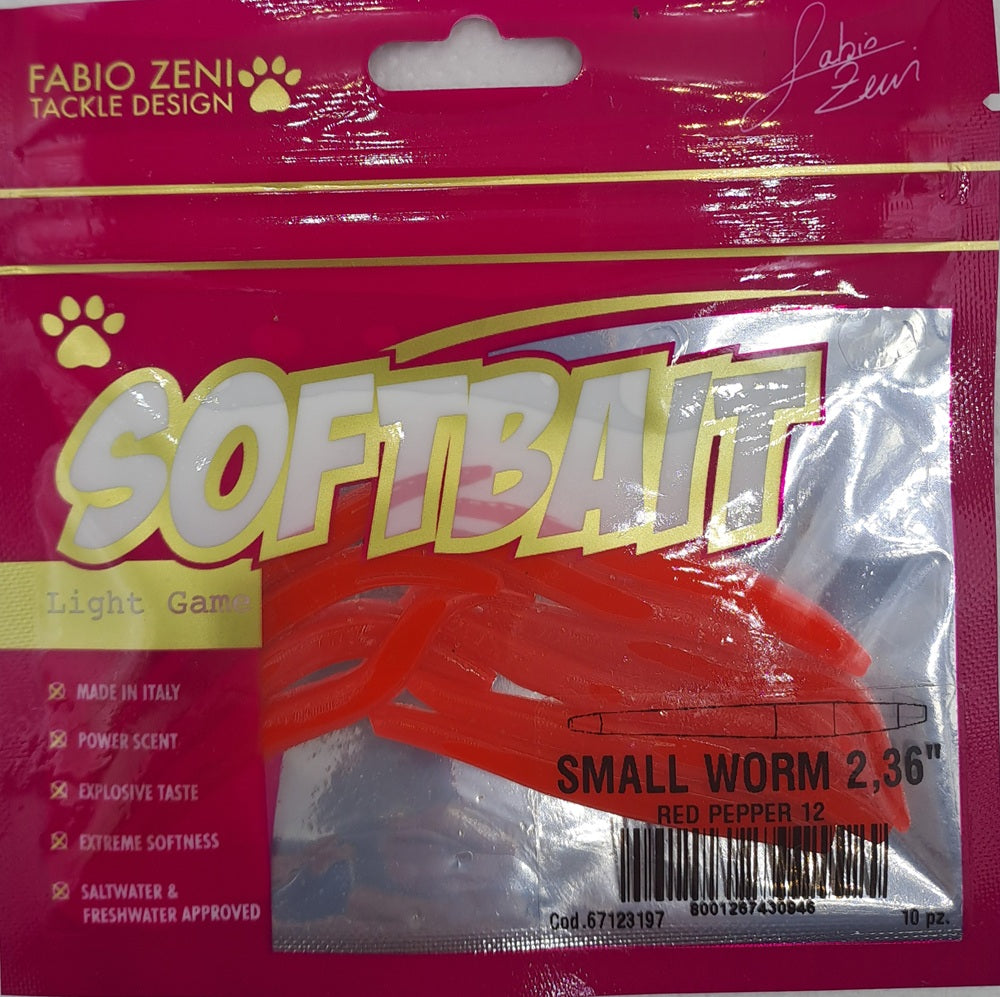 FABIO ZENI
TACKLE DESIGN
Fabio
Zeni
SOFTBAIT
Light Game
MADE IN ITALY
POWER SCENT
EXPLOSIVE TASTE
EXTREME SOFTNESS
SALTWATER &
FRESHWATER APPROVED
SMALL WORM 2,36"
RED PEPPER 12
8001267430946
Cod.67123197
10 pz.